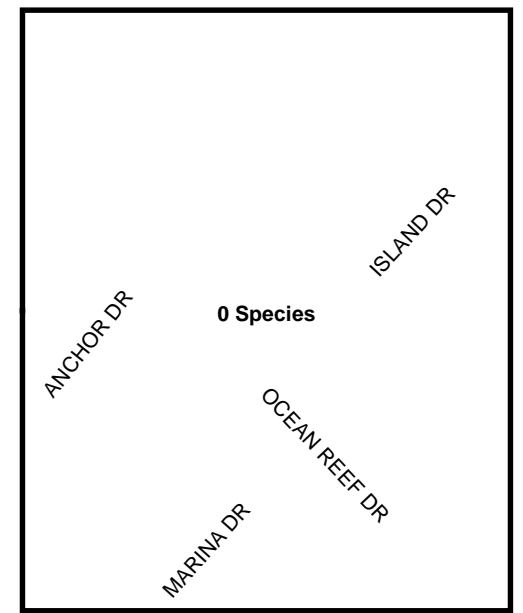 ISLAND DR
ANCHOR DR
0 Species
OCEAN REEF DR
MARINA DR